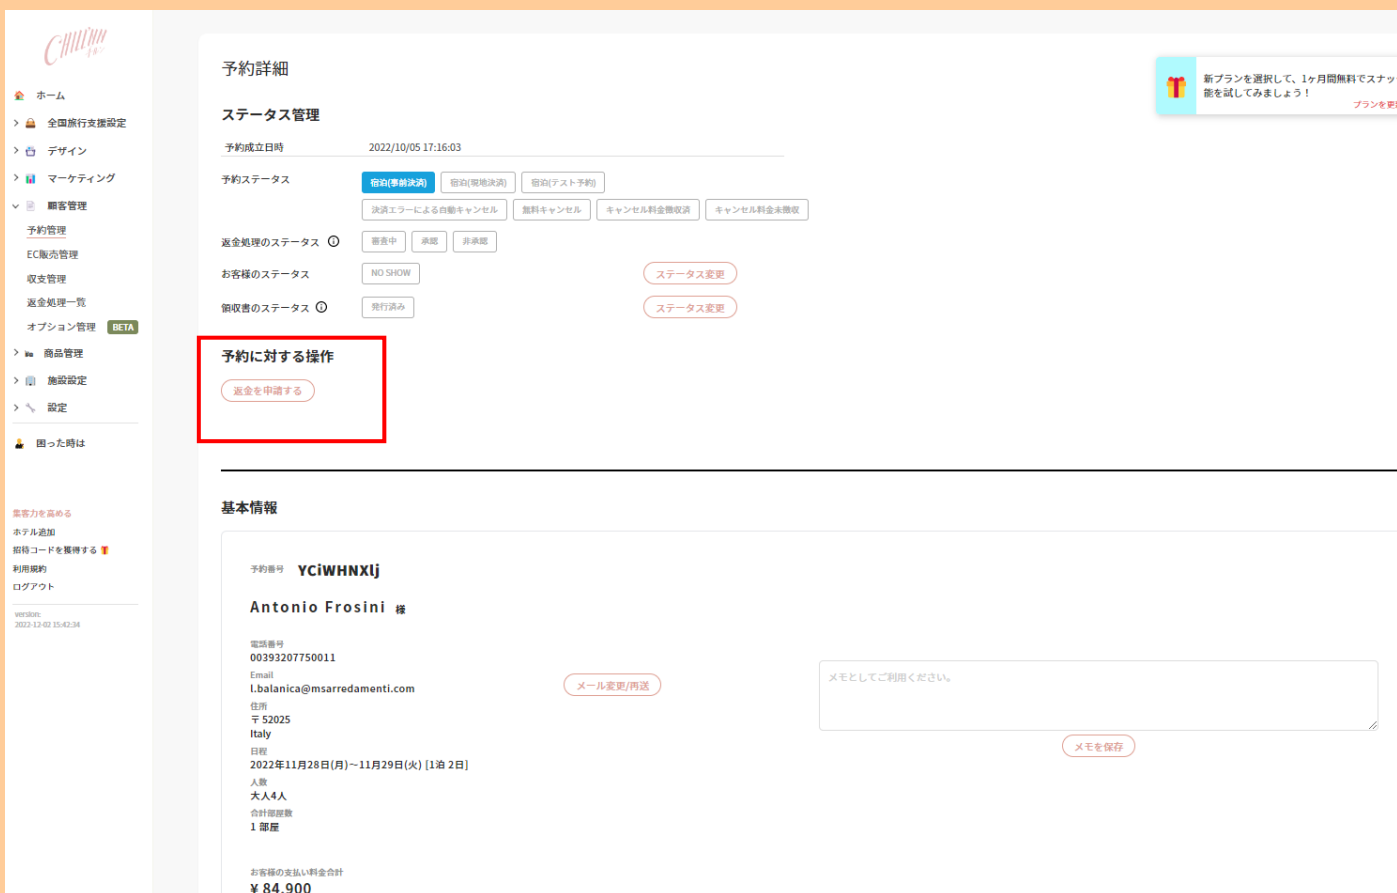 Chillnn
予約詳細
新プランを選択して、1ヶ月間無料でスナッ
能を試してみましょう！
プランを更
ホーム
全国旅行支援設定
デザイン
マーケティング
顧客管理
予約管理
EC販売管理
収支管理
返金処理一覧
オプション管理 BETA
商品管理
施設設定
設定
困った時は
集客力を高める
ホテル追加
招待コードを獲得する
利用規約
ログアウト
version:
2022-12-02 15:42:34
ステータス管理
予約成立日時 2022/10/05 17:16:03
予約ステータス 宿泊(事前決済) 宿泊(現地決済) 宿泊(テスト予約)
決済エラーによる自動キャンセル 無料キャンセル キャンセル料金徴収済 キャンセル料金未徴収
返金処理のステータス 審査中 承認 非承認
お客様のステータス NO SHOW ステータス変更
領収書のステータス 発行済み ステータス変更
予約に対する操作
返金を申請する
基本情報
予約番号 YCiWHNXlj
Antonio Frosini 様
電話番号
00393207750011
Email
l.balanica@msarredamenti.com
メール変更/再送
住所
〒 52025
Italy
日程
2022年11月28日(月)～11月29日(火) [1泊 2日]
人数
大人4人
合計部屋数
1 部屋
お客様の支払い料金合計
¥ 84,900
メモとしてご利用ください。
メモを保存